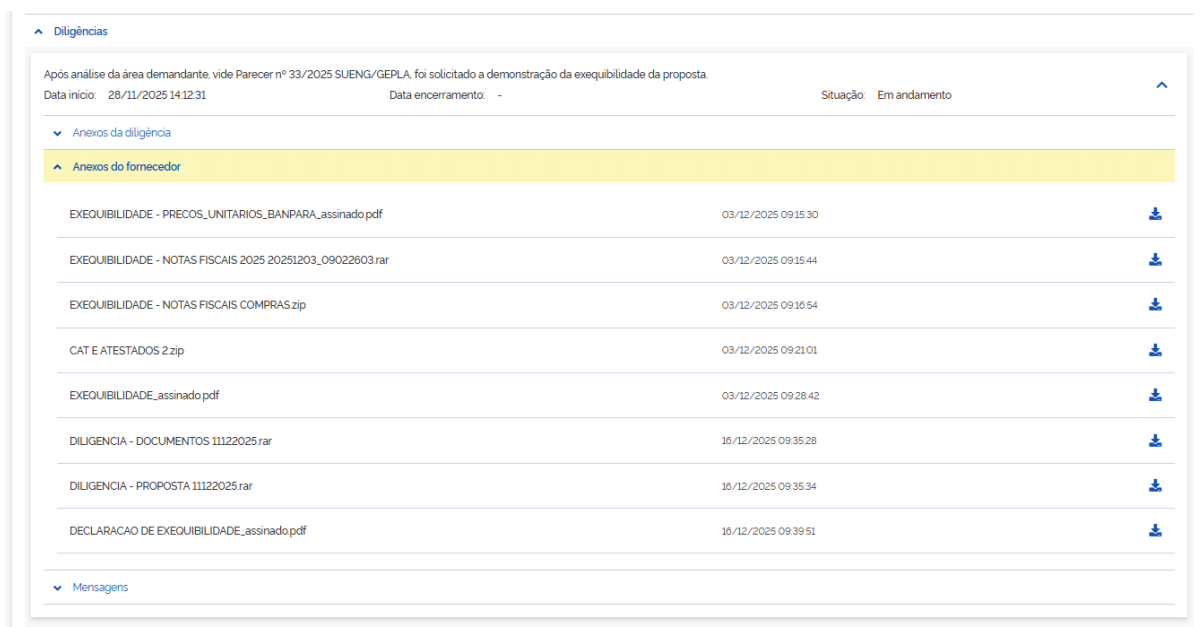 Diligências
Após análise da área demandante, vide Parecer nº 33/2025 SUENG/GEPLA, foi solicitado a demonstração da exequibilidade da proposta.
Data início: 28/11/2025 14:12:31 Data encerramento: - Situação: Em andamento
Anexos da diligência
Anexos do fornecedor
EXEQUIBILIDADE - PRECOS_UNITARIOS_BANPARA_assinado.pdf 03/12/2025 09:15:30
EXEQUIBILIDADE - NOTAS FISCAIS 2025 20251203_09022603.rar 03/12/2025 09:15:44
EXEQUIBILIDADE - NOTAS FISCAIS COMPRAS.zip 03/12/2025 09:16:54
CAT E ATESTADOS 2.zip 03/12/2025 09:21:01
EXEQUIBILIDADE_assinado.pdf 03/12/2025 09:28:42
DILIGENCIA - DOCUMENTOS 11122025.rar 16/12/2025 09:35:28
DILIGENCIA - PROPOSTA 11122025.rar 16/12/2025 09:35:34
DECLARACAO DE EXEQUIBILIDADE_assinado.pdf 16/12/2025 09:39:51
Mensagens